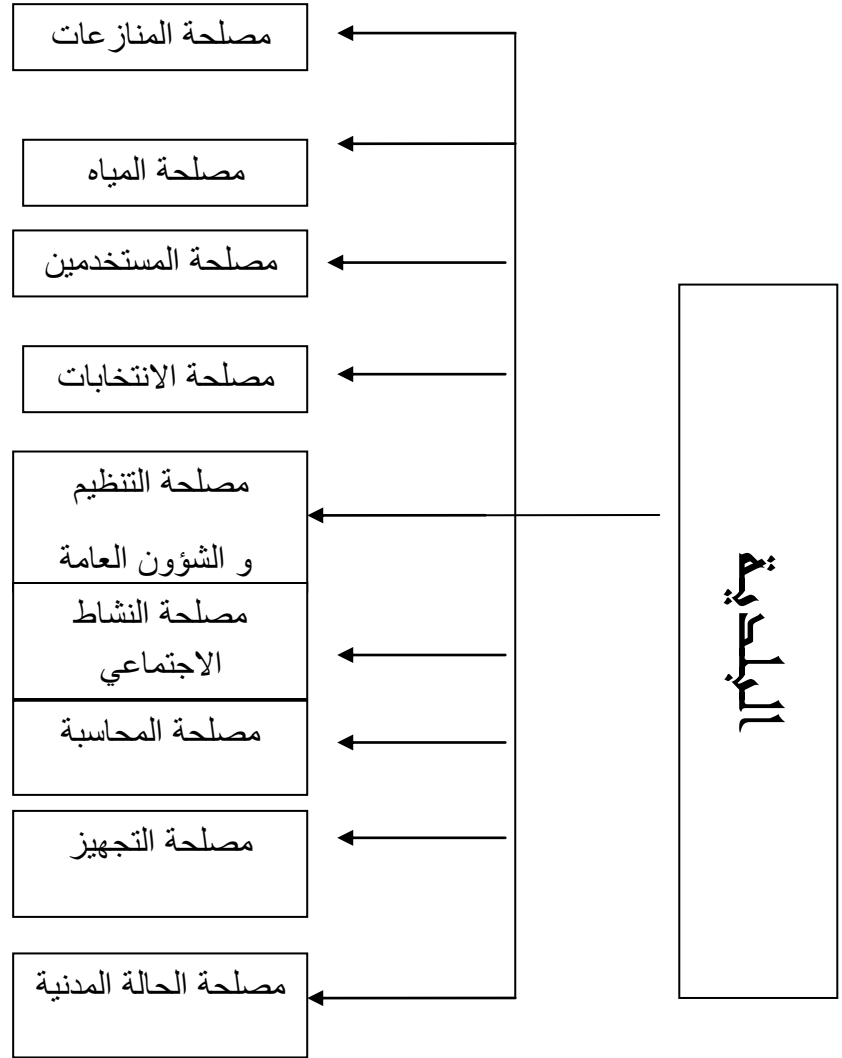 مصلحة المنازعات
مصلحة المياه
مصلحة المستخدمين
مصلحة الانتخابات
مصلحة التنظيم
و الشؤون العامة
مصلحة النشاط
الاجتماعي
مصلحة المحاسبة
مصلحة التجهيز
مصلحة الحالة المدنية
البلدية